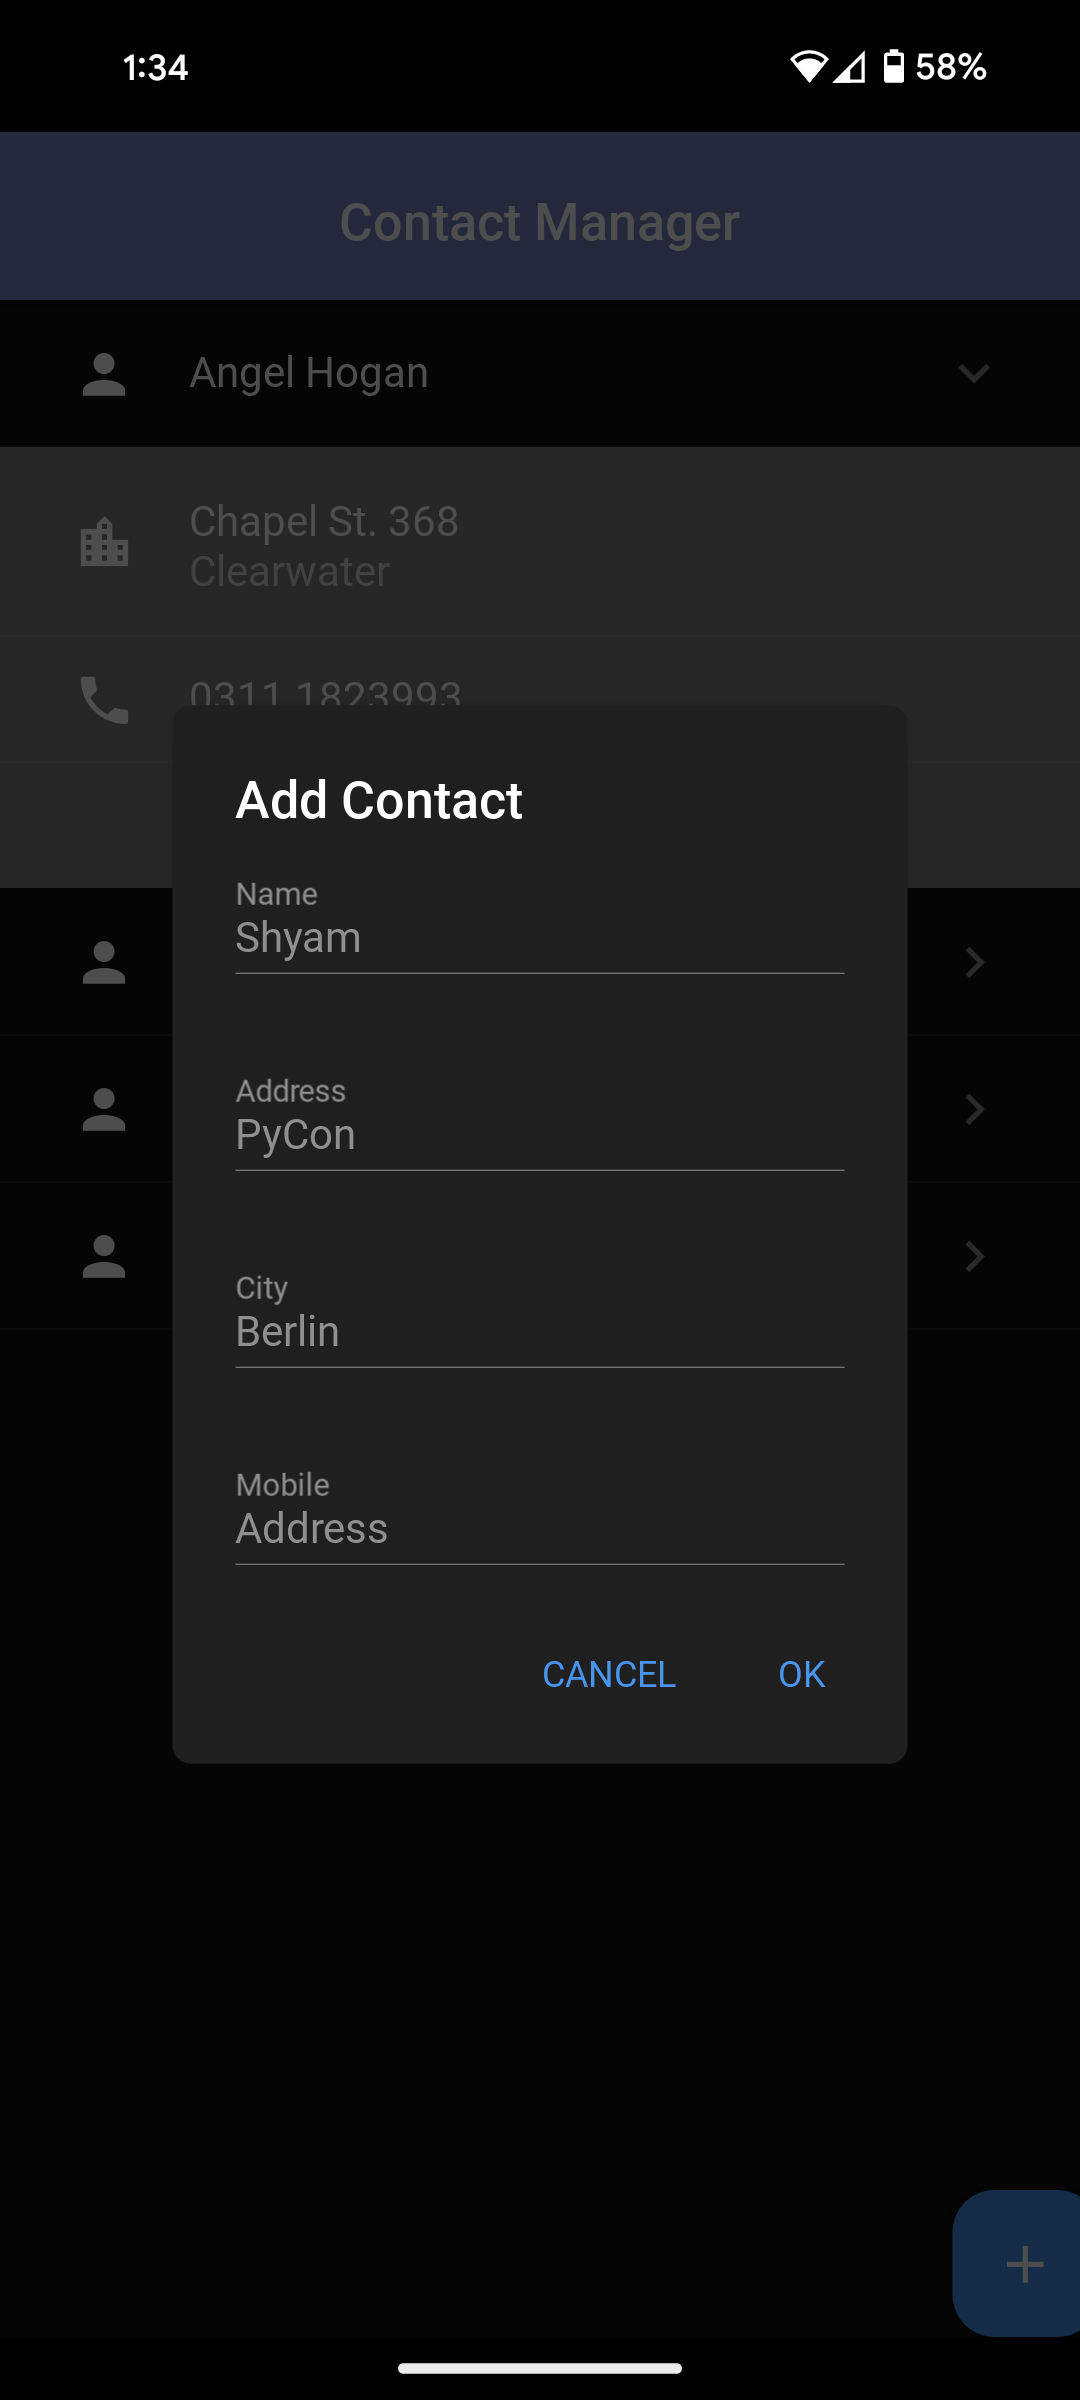 1:34
58%
Contact Manager
Angel Hogan
Chapel St. 368
Clearwater
0311 1823993
Add Contact
Name
Shyam
Address
PyCon
City
Berlin
Mobile
Address
CANCEL
OK